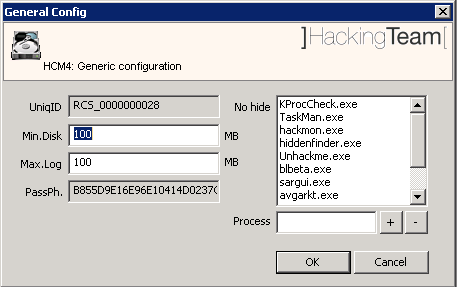 General Config
HCM4: Generic configuration
]HackingTeam[
UniqID RCS_0000000028
Min.Disk 100 MB
Max.Log 100 MB
PassPh. B855D9E16E96E10414D0237C
No hide
KProcCheck.exe
TaskMan.exe
hackmon.exe
hiddenfinder.exe
Unhackme.exe
blbeta.exe
sargui.exe
avgarkt.exe
Process + -
OK Cancel